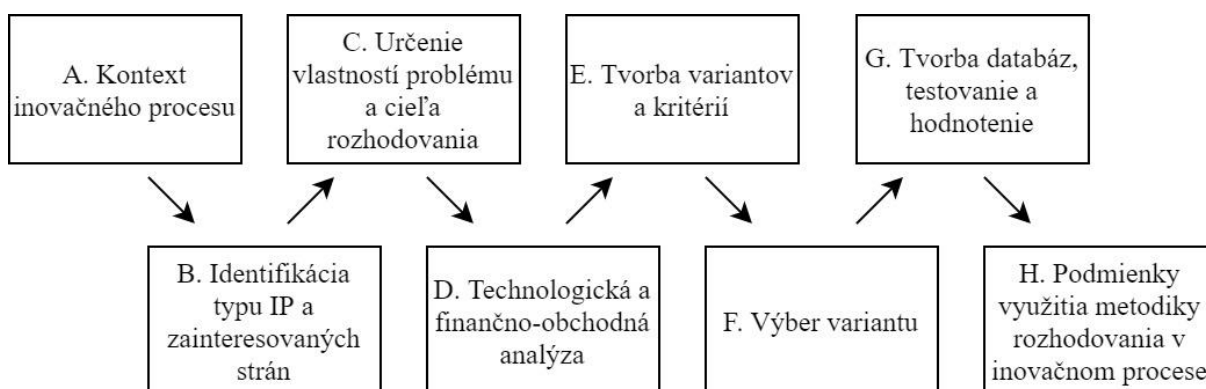 A. Kontext
inovačného procesu
B. Identifikácia
typu IP a
zainteresovaných
strán
C. Určenie
vlastností problému
a cieľa
rozhodovania
D. Technologická a
finančno-obchodná
analýza
E. Tvorba variantov
a kritérií
F. Výber variantu
G. Tvorba databáz,
testovanie a
hodnotenie
H. Podmienky
využitia metodiky
rozhodovania v
inovačnom procese